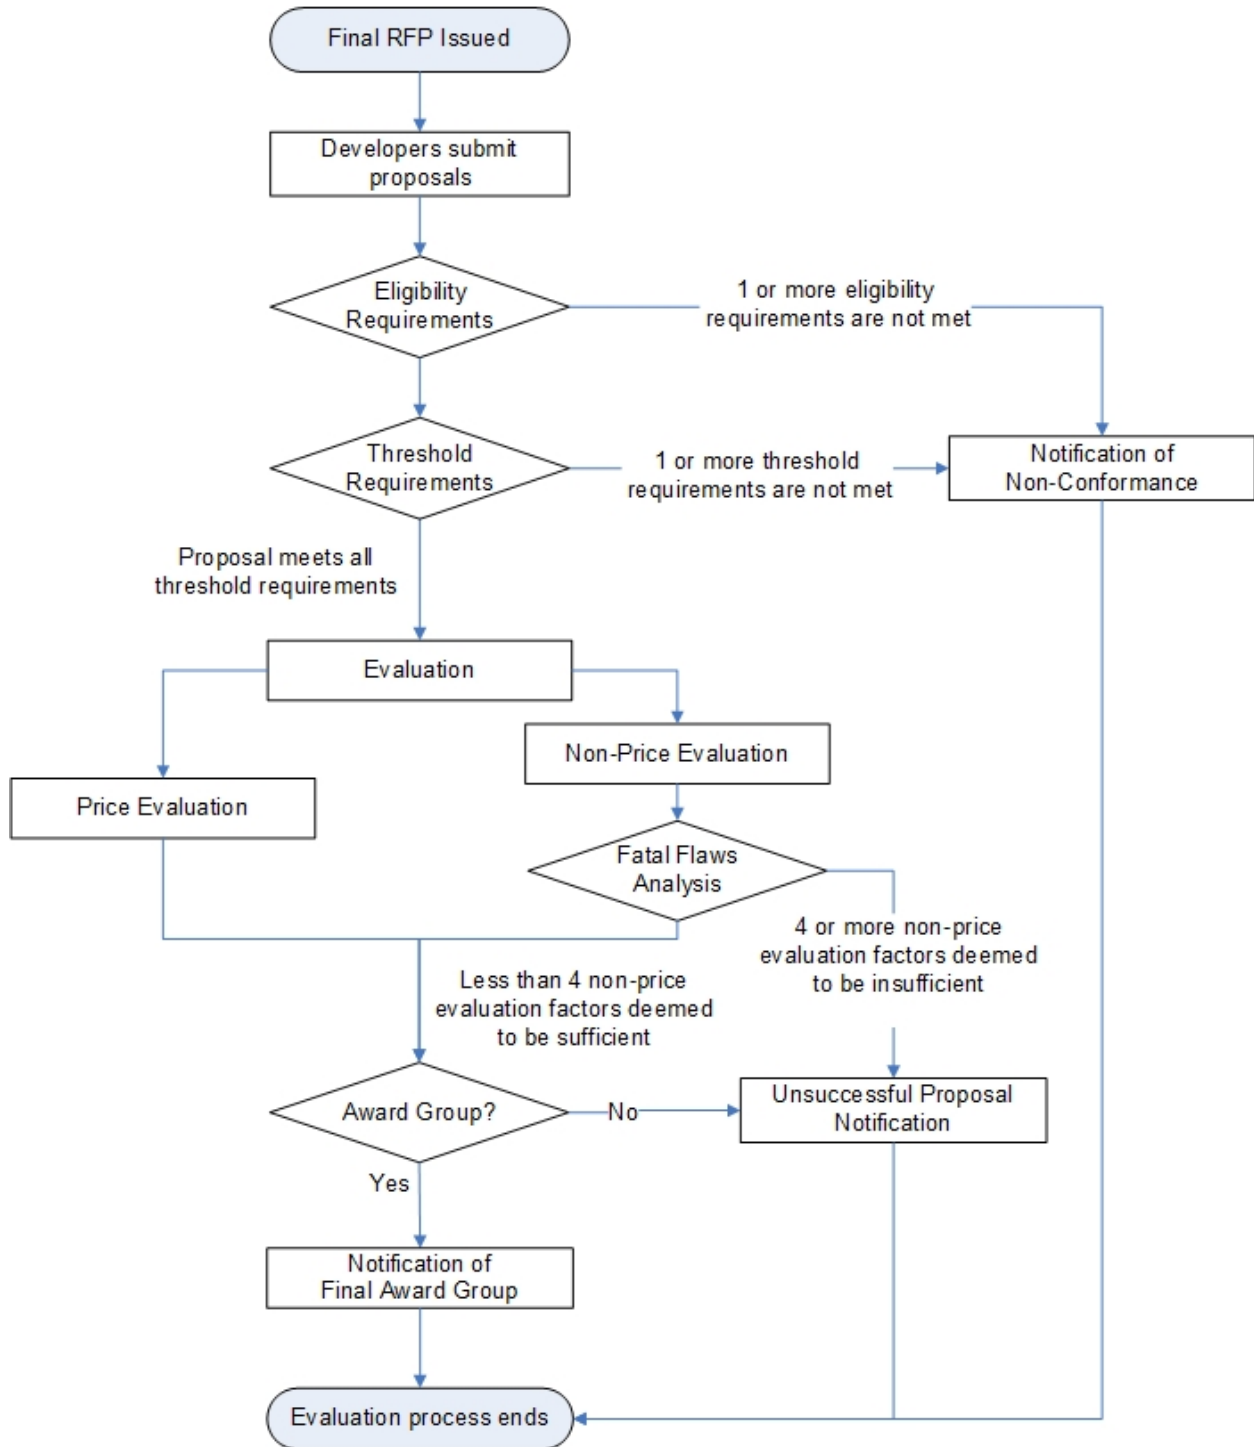 Final RFP Issued
Developers submit
proposals
Eligibility
Requirements
1 or more eligibility
requirements are not met
Threshold
Requirements
1 or more threshold
requirements are not met
Notification of
Non-Conformance
Proposal meets all
threshold requirements
Evaluation
Non-Price Evaluation
Price Evaluation
Fatal Flaws
Analysis
4 or more non-price
evaluation factors deemed
to be insufficient
Less than 4 non-price
evaluation factors deemed
to be sufficient
Award Group?
No
Unsuccessful Proposal
Notification
Yes
Notification of
Final Award Group
Evaluation process ends